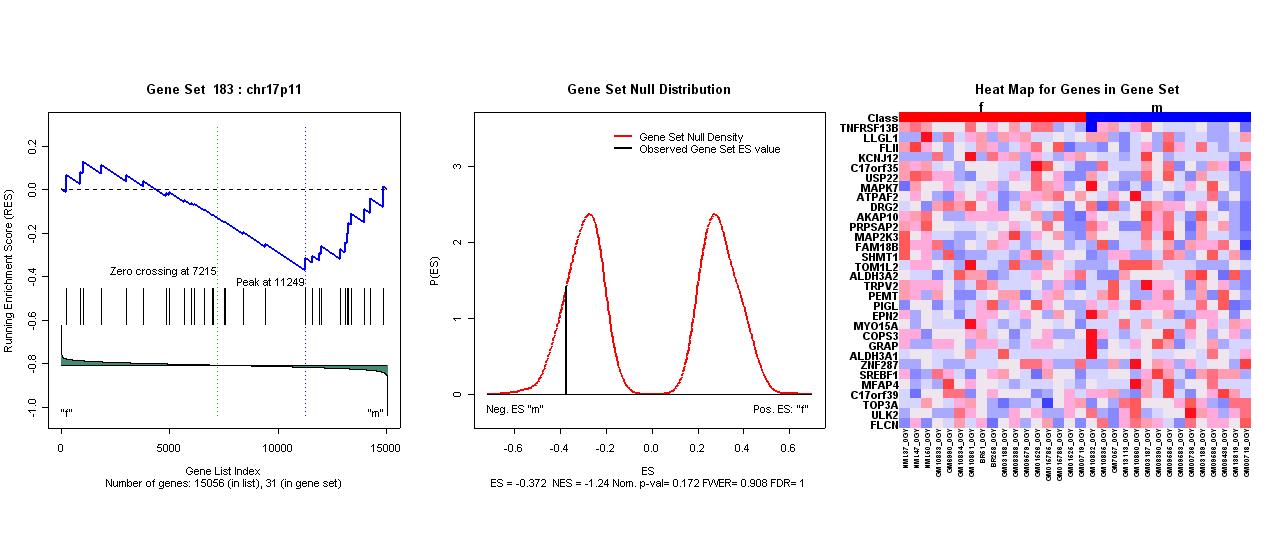 Gene Set 183 : chr17p11
Running Enrichment Score (RES)
0.2
0.0
-0.2
-0.4
-0.6
-0.8
-1.0
Zero crossing at 7215
Peak at 11249
"f"
"m"
0
5000
10000
15000
Gene List Index
Number of genes: 15056 (in list), 31 (in gene set)
Gene Set Null Distribution
Gene Set Null Density
Observed Gene Set ES value
P(ES)
3
2
1
0
Neg. ES "m"
Pos. ES: "f"
-0.6
-0.4
-0.2
0.0
0.2
0.4
0.6
ES
ES = -0.372 NES = -1.24 Nom. p-val= 0.172 FWER= 0.908 FDR= 1
Heat Map for Genes in Gene Set
f
m
Class
TNFRSF13B
LLGL1
FLII
KCNJ12
C17orf35
USP22
MAPK7
ATPAF2
DRG2
AKAP10
PRPSAP2
MAP2K3
FAM18B
SHMT1
TOM1L2
ALDH3A2
TRPV2
PEMT
PIGL
EPN2
MYO15A
COPS3
GRAP
ALDH3A1
ZNF287
SREBF1
MFAP4
C17orf39
TOP3A
ULK2
FLCN